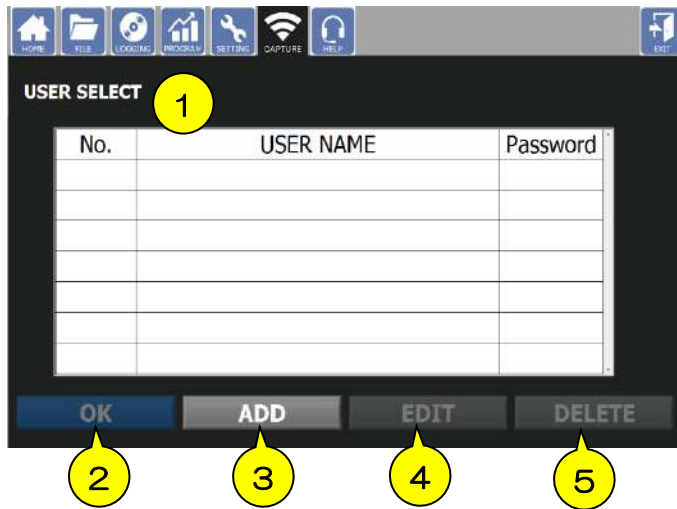 HOME FILE LOGGING PROGRAM SETTING CAPTURE HELP EXIT
USER SELECT
1
No. USER NAME Password
OK ADD EDIT DELETE
2 3 4 5